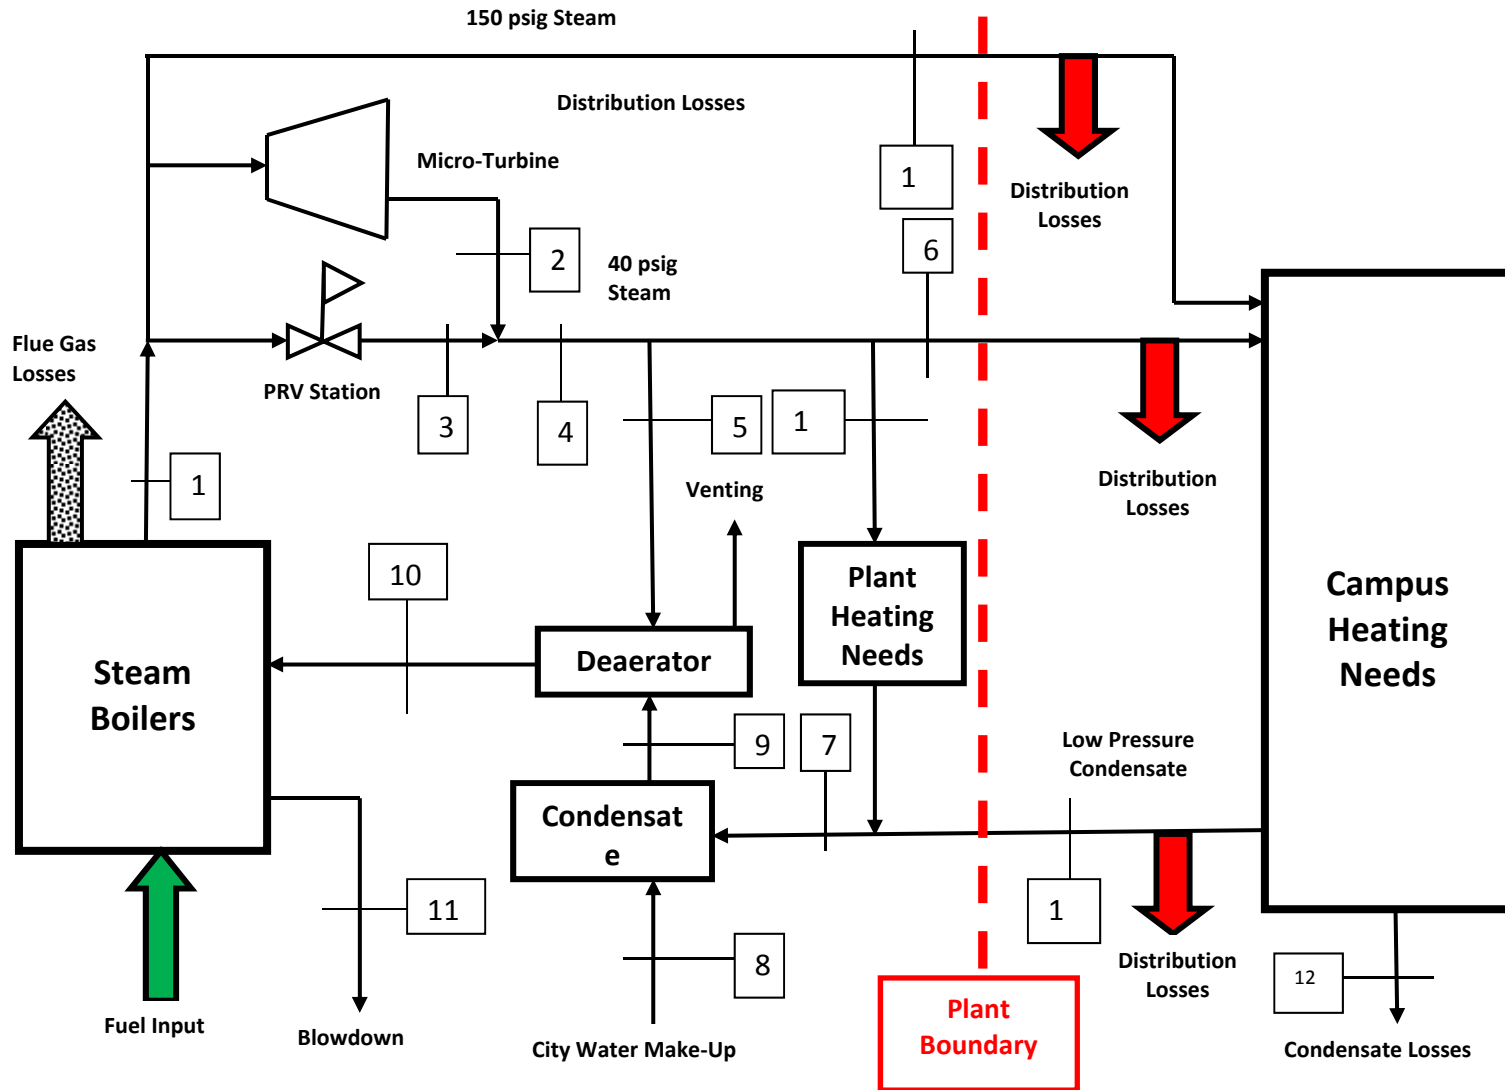 150 psig Steam
Distribution Losses
Micro-Turbine
1
Distribution
Losses
2
40 psig
Steam
6
Flue Gas
Losses
PRV Station
3
4
5
1
1
Venting
Distribution
Losses
10
Plant
Heating
Needs
Campus
Heating
Needs
Steam
Boilers
Deaerator
9
7
Low Pressure
Condensate
Condensat
e
11
8
1
Distribution
Losses
12
Fuel Input
Blowdown
City Water Make-Up
Plant
Boundary
Condensate Losses